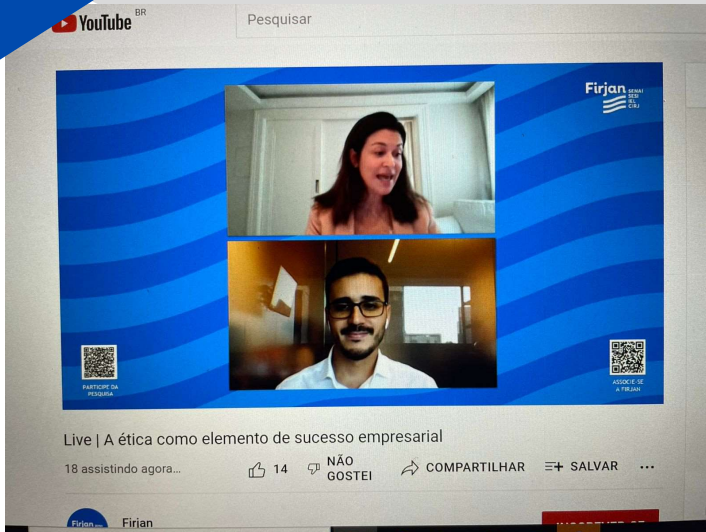 YouTube BR
Pesquisar
Firjan SENAI
SESI
IEL
CIRJ
PARTICIPE DA
PESQUISA
ASSOCIE-SE
A FIRJAN
Live | A ética como elemento de sucesso empresarial
18 assistindo agora...
14
NÃO
GOSTEI
COMPARTILHAR
SALVAR
...
Firjan
Firjan